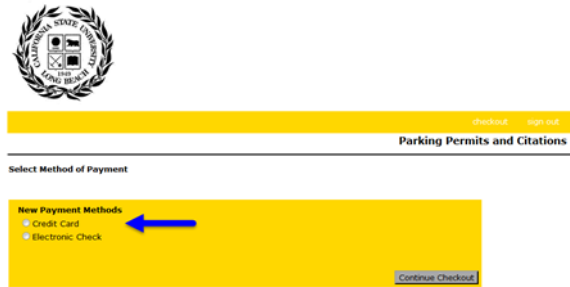 CALIFORNIA STATE UNIVERSITY
LONG BEACH
1949
checkout sign out
Parking Permits and Citations
Select Method of Payment
New Payment Methods
Credit Card
Electronic Check
Continue Checkout